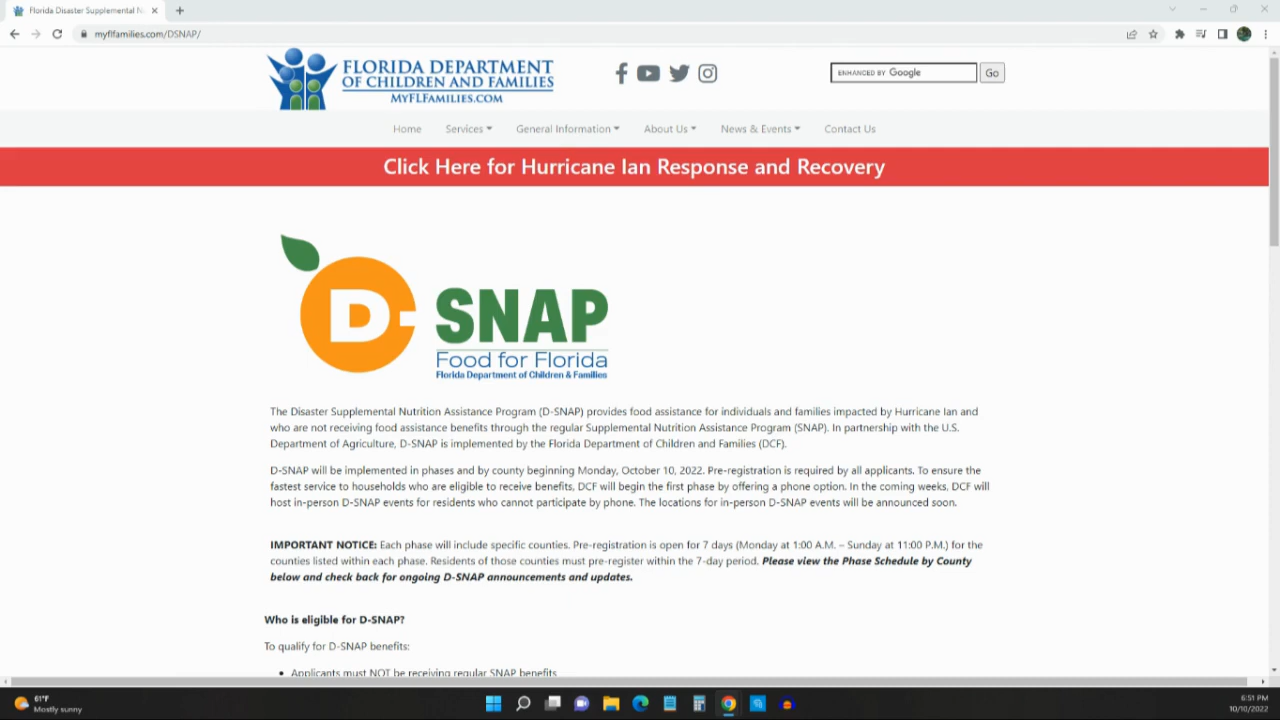 Florida Disaster Supplemental N
myflfamilies.com/DSNAP/
FLORIDA DEPARTMENT
OF CHILDREN AND FAMILIES
MYFLFAMILIES.COM
ENHANCED BY Google
Go
Home Services General Information About Us News & Events Contact Us
Click Here for Hurricane Ian Response and Recovery
D-SNAP
Food for Florida
Florida Department of Children & Families
The Disaster Supplemental Nutrition Assistance Program (D-SNAP) provides food assistance for individuals and families impacted by Hurricane Ian and
who are not receiving food assistance benefits through the regular Supplemental Nutrition Assistance Program (SNAP). In partnership with the U.S.
Department of Agriculture, D-SNAP is implemented by the Florida Department of Children and Families (DCF).
D-SNAP will be implemented in phases and by county beginning Monday, October 10, 2022. Pre-registration is required by all applicants. To ensure the
fastest service to households who are eligible to receive benefits, DCF will begin the first phase by offering a phone option. In the coming weeks, DCF will
host in-person D-SNAP events for residents who cannot participate by phone. The locations for in-person D-SNAP events will be announced soon.
IMPORTANT NOTICE: Each phase will include specific counties. Pre-registration is open for 7 days (Monday at 1:00 A.M. – Sunday at 11:00 P.M.) for the
counties listed within each phase. Residents of those counties must pre-register within the 7-day period. Please view the Phase Schedule by County
below and check back for ongoing D-SNAP announcements and updates.
Who is eligible for D-SNAP?
To qualify for D-SNAP benefits:
• Applicants must NOT be receiving regular SNAP benefits
61°F
Mostly sunny
6:51 PM
10/10/2022